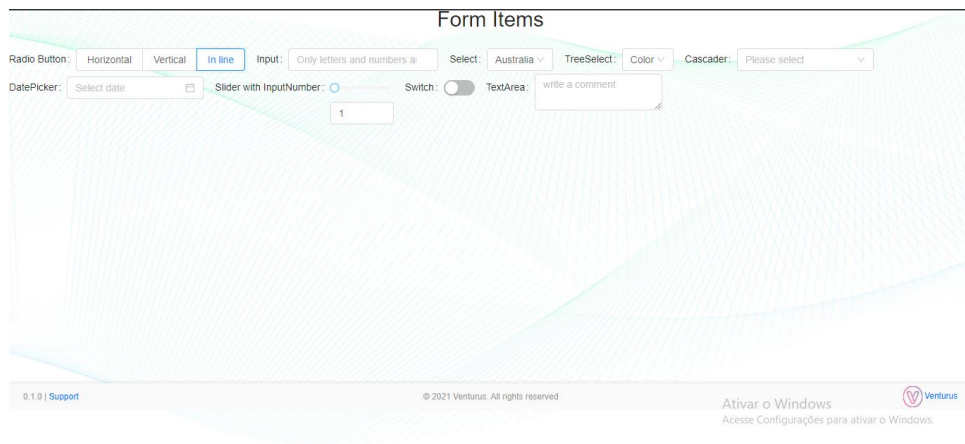 Form Items
Radio Button: Horizontal Vertical In line Input: Only letters and numbers a Select: Australia TreeSelect: Color Cascader: Please select
DatePicker: Select date Slider with InputNumber: Switch: TextArea: write a comment
1
0.1.0 | Support © 2021 Venturus. All rights reserved Venturus
Ativar o Windows
Acesse Configurações para ativar o Windows.